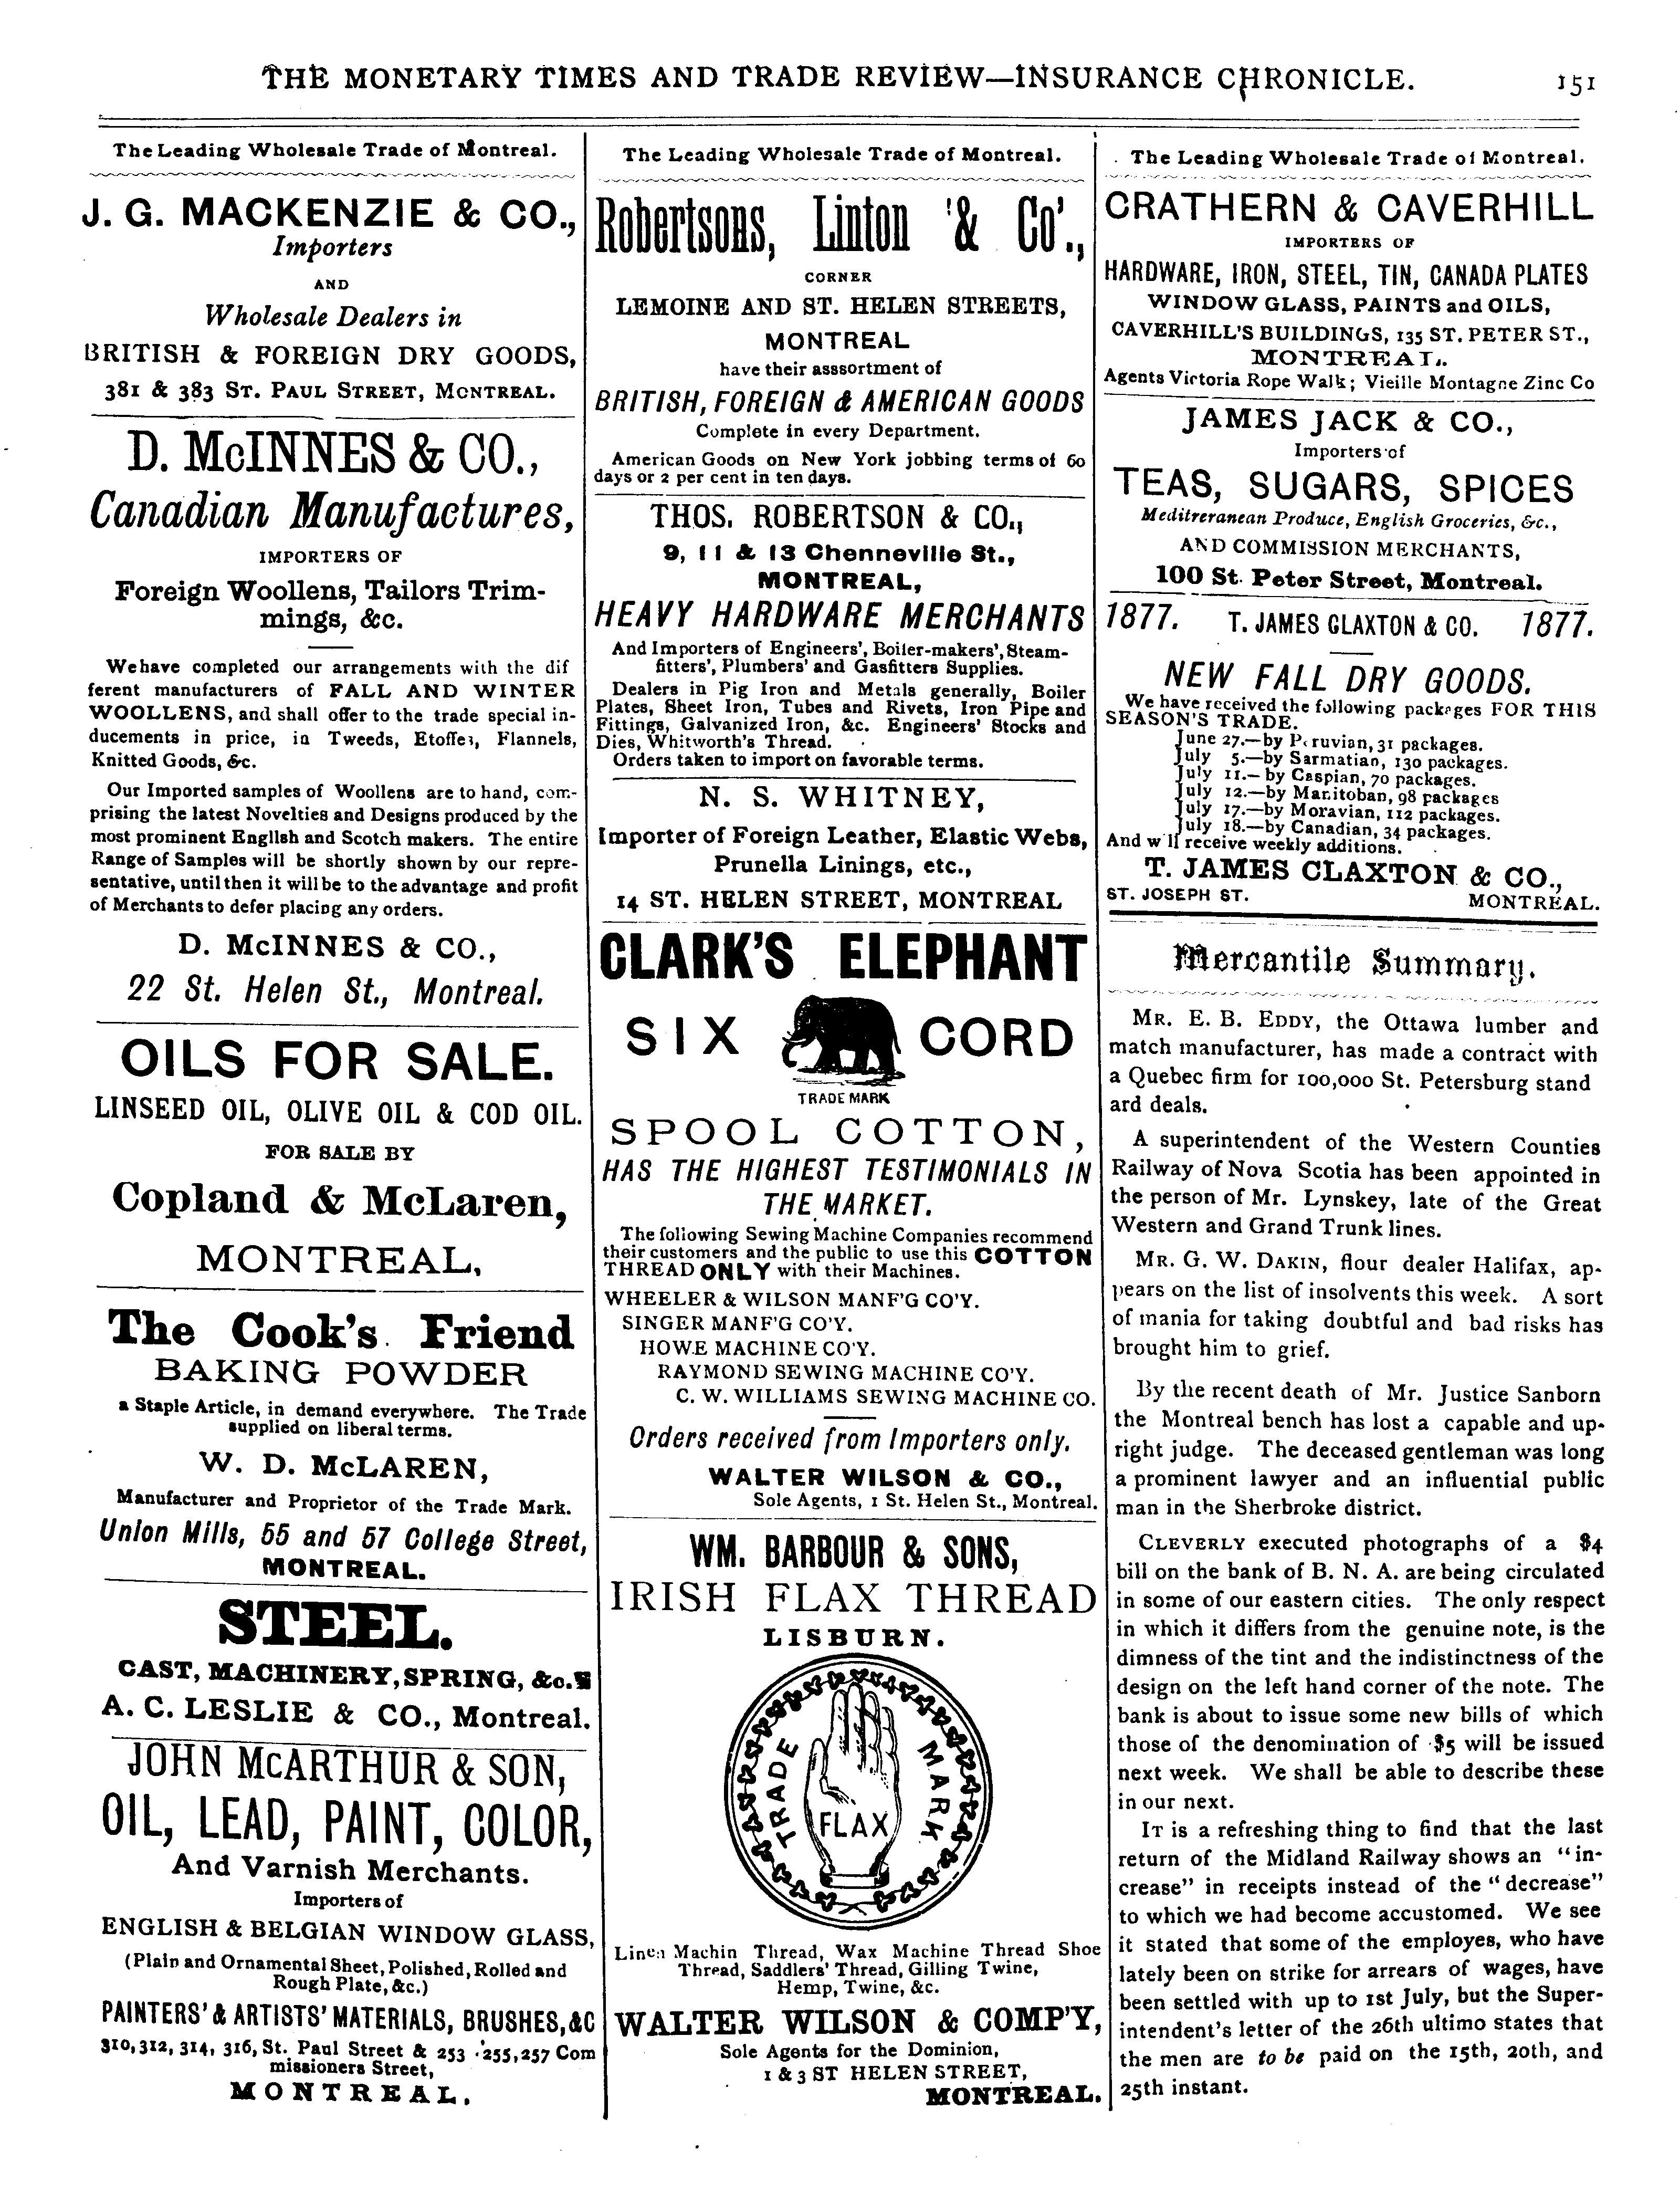 THE MONETARY TIMES AND TRADE REVIEW—INSURANCE CHRONICLE.
151
The Leading Wholesale Trade of Montreal.
J. G. MACKENZIE & CO.,
Importers
AND
Wholesale Dealers in
BRITISH & FOREIGN DRY GOODS,
381 & 383 ST. PAUL STREET, MONTREAL.
D. McINNES & CO.,
Canadian Manufactures,
IMPORTERS OF
Foreign Woollens, Tailors Trim-
mings, &c.
We have completed our arrangements with the dif
ferent manufacturers of FALL AND WINTER
WOOLLENS, and shall offer to the trade special in-
ducements in price, in Tweeds, Etoffes, Flannels,
Knitted Goods, &c.
Our Imported samples of Woollens are to hand, com-
prising the latest Novelties and Designs produced by the
most prominent English and Scotch makers. The entire
Range of Samples will be shortly shown by our repre-
sentative, until then it will be to the advantage and profit
of Merchants to defer placing any orders.
D. McINNES & CO.,
22 St. Helen St., Montreal.
OILS FOR SALE.
LINSEED OIL, OLIVE OIL & COD OIL.
FOR SALE BY
Copland & McLaren,
MONTREAL,
The Cook's Friend
BAKING POWDER
a Staple Article, in demand everywhere. The Trade
supplied on liberal terms.
W. D. McLAREN,
Manufacturer and Proprietor of the Trade Mark.
Union Mills, 55 and 57 College Street,
MONTREAL.
STEEL.
CAST, MACHINERY, SPRING, &c.
A. C. LESLIE & CO., Montreal.
JOHN McARTHUR & SON,
OIL, LEAD, PAINT, COLOR,
And Varnish Merchants.
Importers of
ENGLISH & BELGIAN WINDOW GLASS,
(Plain and Ornamental Sheet, Polished, Rolled and
Rough Plate, &c.)
PAINTERS' & ARTISTS' MATERIALS, BRUSHES, &C
310, 312, 314, 316, St. Paul Street & 253 255, 257 Com
missioners Street,
MONTREAL.
The Leading Wholesale Trade of Montreal.
Robertsons, Linton & Co.,
CORNER
LEMOINE AND ST. HELEN STREETS,
MONTREAL
have their asssortment of
BRITISH, FOREIGN & AMERICAN GOODS
Complete in every Department.
American Goods on New York jobbing terms of 60
days or 2 per cent in ten days.
THOS. ROBERTSON & CO.,
9, 11 & 13 Chenneville St.,
MONTREAL,
HEAVY HARDWARE MERCHANTS
And Importers of Engineers', Boiler-makers', Steam-
fitters', Plumbers' and Gasfitters Supplies.
Dealers in Pig Iron and Metals generally, Boiler
Plates, Sheet Iron, Tubes and Rivets, Iron Pipe and
Fittings, Galvanized Iron, &c. Engineers' Stocks and
Dies, Whitworth's Thread.
Orders taken to import on favorable terms.
N. S. WHITNEY,
Importer of Foreign Leather, Elastic Webs,
Prunella Linings, etc.,
14 ST. HELEN STREET, MONTREAL
CLARK'S ELEPHANT
SIX CORD
TRADE MARK
SPOOL COTTON,
HAS THE HIGHEST TESTIMONIALS IN
THE MARKET.
The following Sewing Machine Companies recommend
their customers and the public to use this COTTON
THREAD ONLY with their Machines.
WHEELER & WILSON MANF'G CO'Y.
SINGER MANF'G CO'Y.
HOWE MACHINE CO'Y.
RAYMOND SEWING MACHINE CO'Y.
C. W. WILLIAMS SEWING MACHINE CO.
Orders received from Importers only.
WALTER WILSON & CO.,
Sole Agents, 1 St. Helen St., Montreal.
WM. BARBOUR & SONS,
IRISH FLAX THREAD
LISBURN.
TRADE MARK
FLAX
Linen Machin Thread, Wax Machine Thread Shoe
Thread, Saddlers' Thread, Gilling Twine,
Hemp, Twine, &c.
WALTER WILSON & COMP'Y,
Sole Agents for the Dominion,
1 & 3 ST HELEN STREET,
MONTREAL.
The Leading Wholesale Trade of Montreal.
CRATHERN & CAVERHILL
IMPORTERS OF
HARDWARE, IRON, STEEL, TIN, CANADA PLATES
WINDOW GLASS, PAINTS and OILS,
CAVERHILL'S BUILDINGS, 135 ST. PETER ST.,
MONTREAL.
Agents Victoria Rope Walk; Vieille Montagne Zinc Co
JAMES JACK & CO.,
Importers of
TEAS, SUGARS, SPICES
Meditreranean Produce, English Groceries, &c.,
AND COMMISSION MERCHANTS,
100 St. Peter Street, Montreal.
1877. T. JAMES CLAXTON & CO. 1877.
NEW FALL DRY GOODS.
We have received the following packages FOR THIS
SEASON'S TRADE.
June 27.—by Peruvian, 31 packages.
July 5.—by Sarmatian, 130 packages.
July 11.—by Caspian, 70 packages.
July 12.—by Manitoban, 98 packages
July 17.—by Moravian, 112 packages.
July 18.—by Canadian, 34 packages.
And w ll receive weekly additions.
T. JAMES CLAXTON & CO.,
ST. JOSEPH ST. MONTREAL.
Mercantile Summary.
MR. E. B. EDDY, the Ottawa lumber and
match manufacturer, has made a contract with
a Quebec firm for 100,000 St. Petersburg stand
ard deals.
A superintendent of the Western Counties
Railway of Nova Scotia has been appointed in
the person of Mr. Lynskey, late of the Great
Western and Grand Trunk lines.
MR. G. W. DAKIN, flour dealer Halifax, ap-
pears on the list of insolvents this week. A sort
of mania for taking doubtful and bad risks has
brought him to grief.
By the recent death of Mr. Justice Sanborn
the Montreal bench has lost a capable and up-
right judge. The deceased gentleman was long
a prominent lawyer and an influential public
man in the Sherbroke district.
CLEVERLY executed photographs of a $4
bill on the bank of B. N. A. are being circulated
in some of our eastern cities. The only respect
in which it differs from the genuine note, is the
dimness of the tint and the indistinctness of the
design on the left hand corner of the note. The
bank is about to issue some new bills of which
those of the denomination of $5 will be issued
next week. We shall be able to describe these
in our next.
IT is a refreshing thing to find that the last
return of the Midland Railway shows an "in-
crease" in receipts instead of the "decrease"
to which we had become accustomed. We see
it stated that some of the employes, who have
lately been on strike for arrears of wages, have
been settled with up to 1st July, but the Super-
intendent's letter of the 26th ultimo states that
the men are to be paid on the 15th, 20th, and
25th instant.